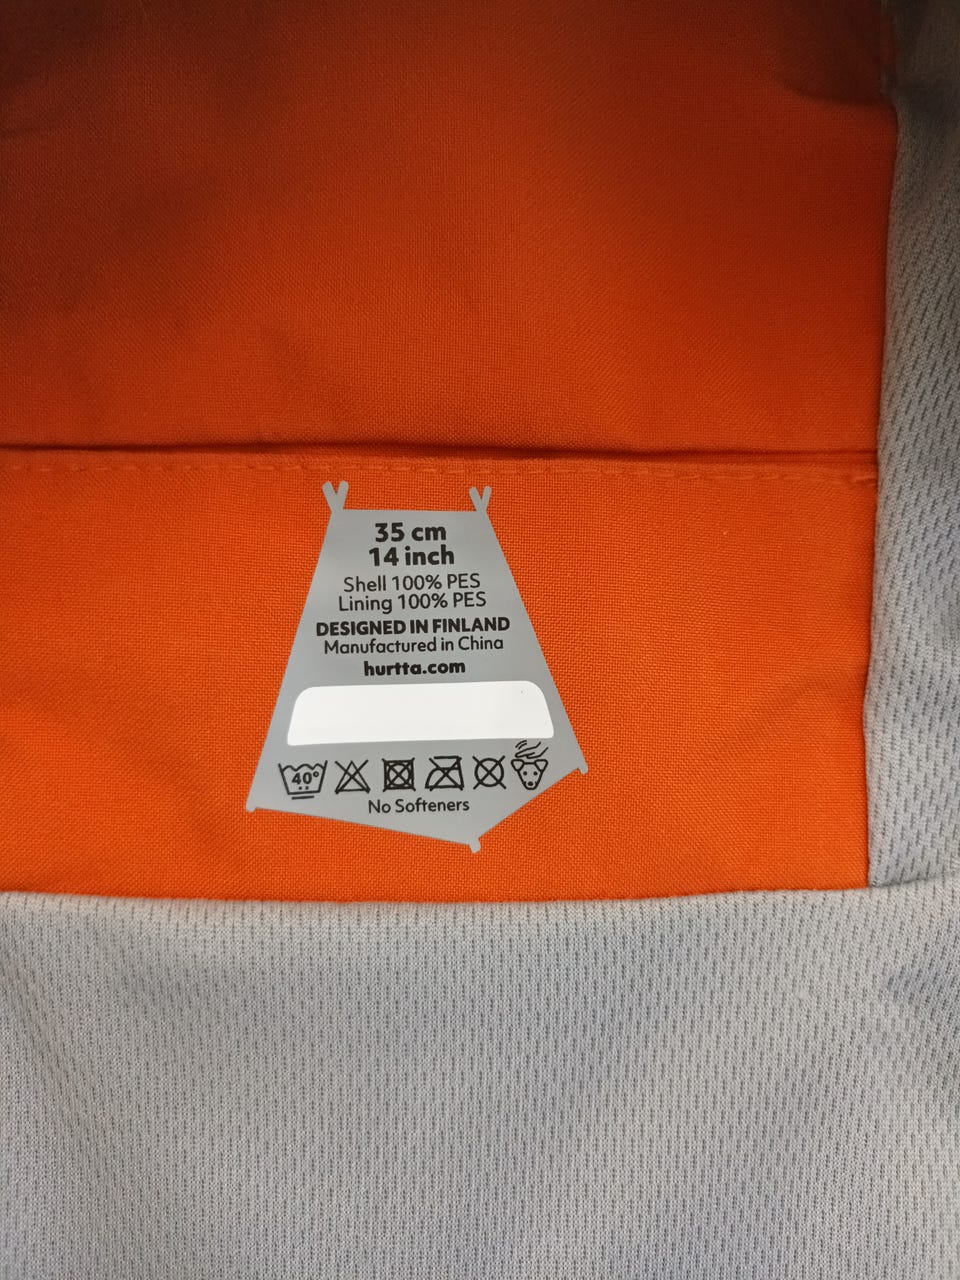 35 cm
14 inch
Shell 100% PES
Lining 100% PES
DESIGNED IN FINLAND
Manufactured in China
hurtta.com
40°
No Softeners